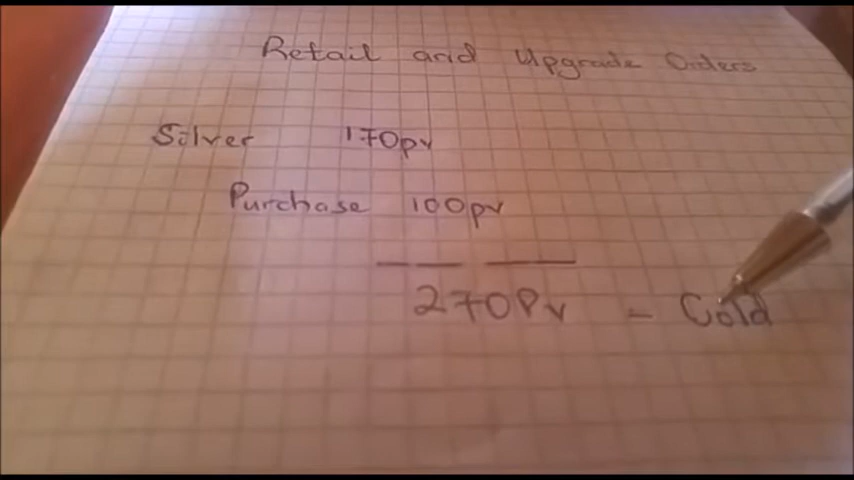 Retail and Upgrade Orders
Silver 170pv
Purchase 100pv
270Pv - Gold